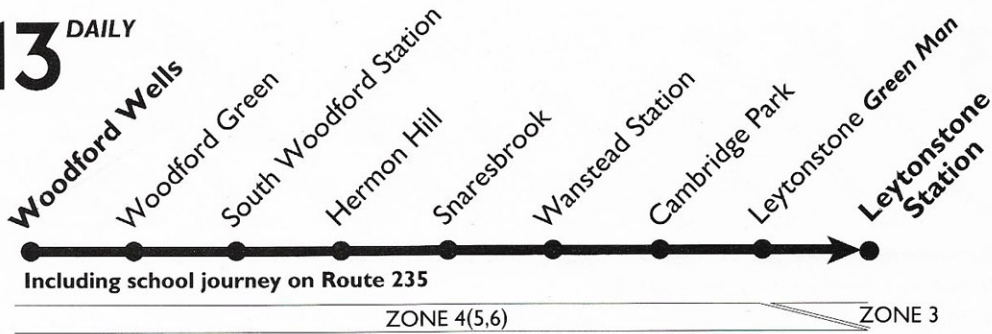 13 DAILY
Woodford Wells
Woodford Green
South Woodford Station
Hermon Hill
Snaresbrook
Wanstead Station
Cambridge Park
Leytonstone Green Man
Leytonstone
Station
Including school journey on Route 235
ZONE 4(5,6)
ZONE 3